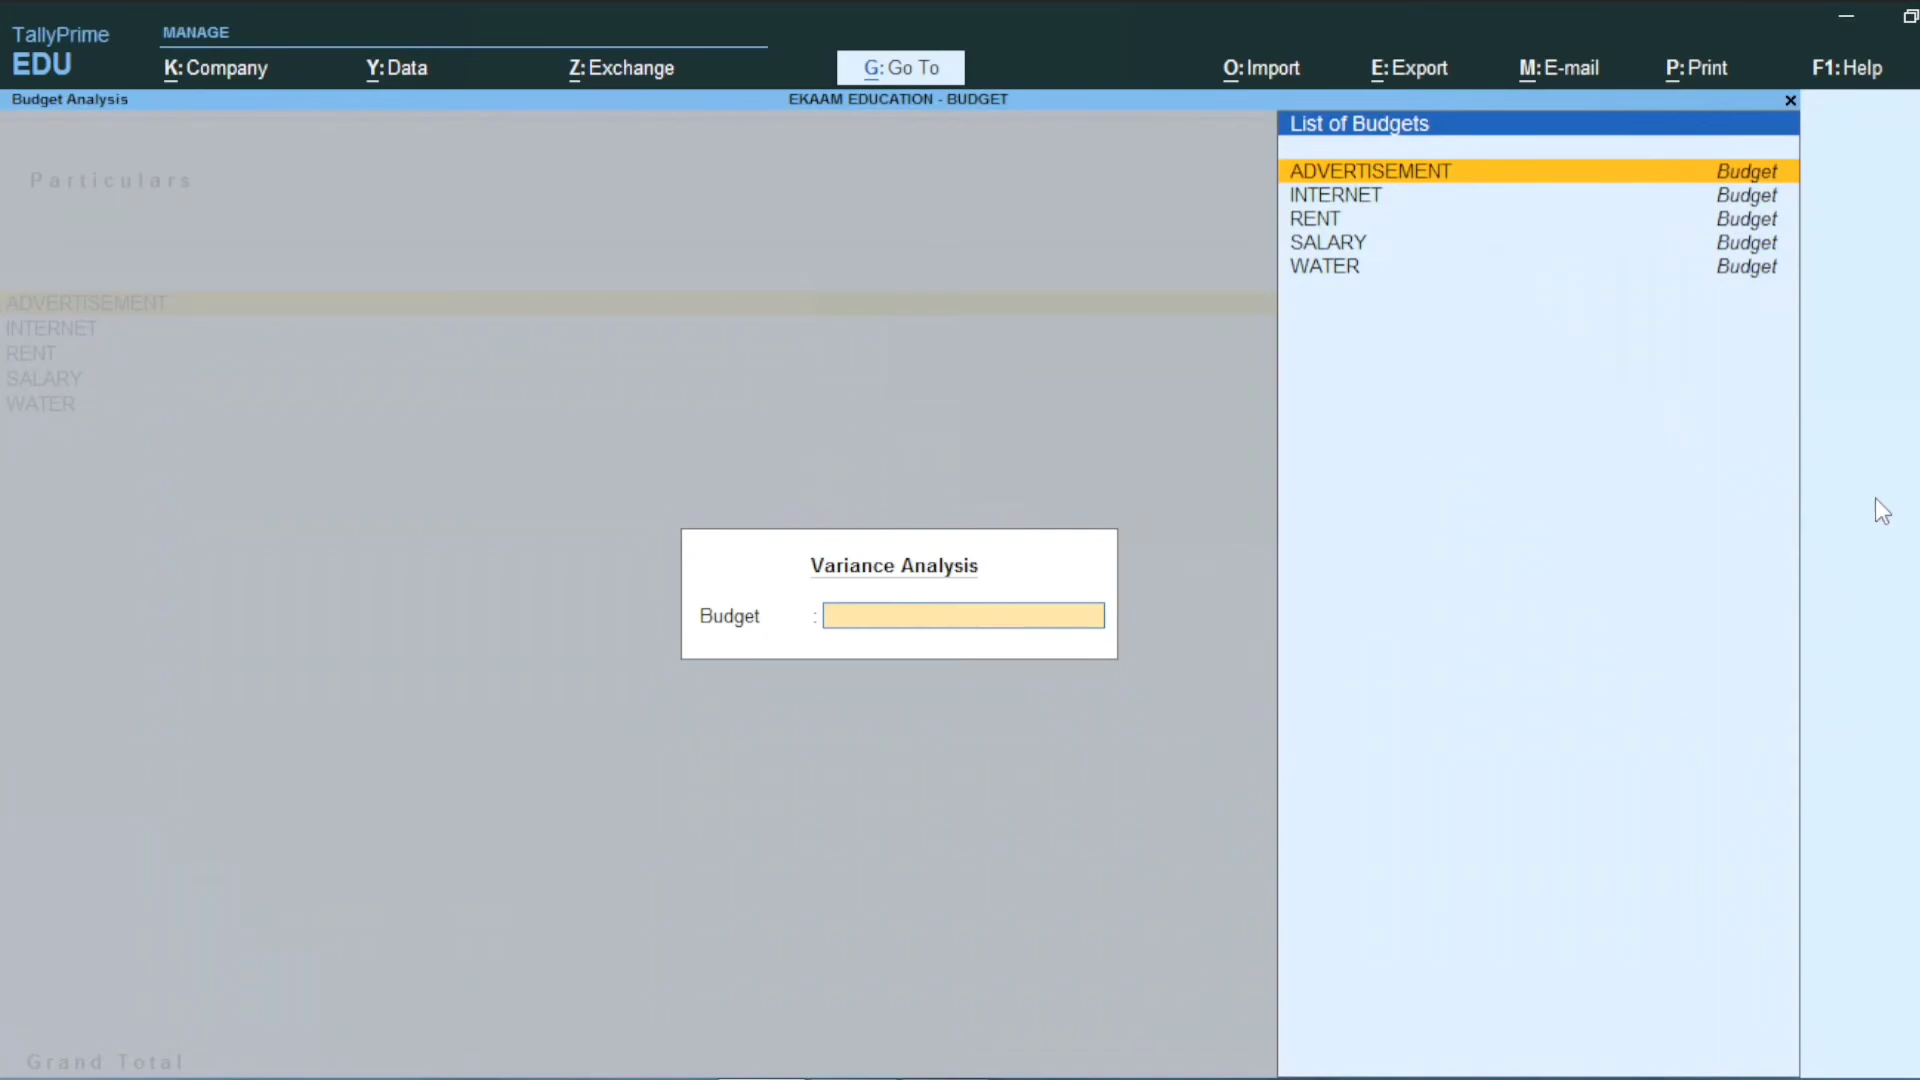 TallyPrime
EDU
MANAGE
K: Company
Y: Data
Z: Exchange
G: Go To
O: Import
E: Export
M: E-mail
P: Print
F1: Help
Budget Analysis
EKAAM EDUCATION - BUDGET
Particulars
ADVERTISEMENT
INTERNET
RENT
SALARY
WATER
Grand Total
Variance Analysis
Budget :
List of Budgets
ADVERTISEMENT Budget
INTERNET Budget
RENT Budget
SALARY Budget
WATER Budget